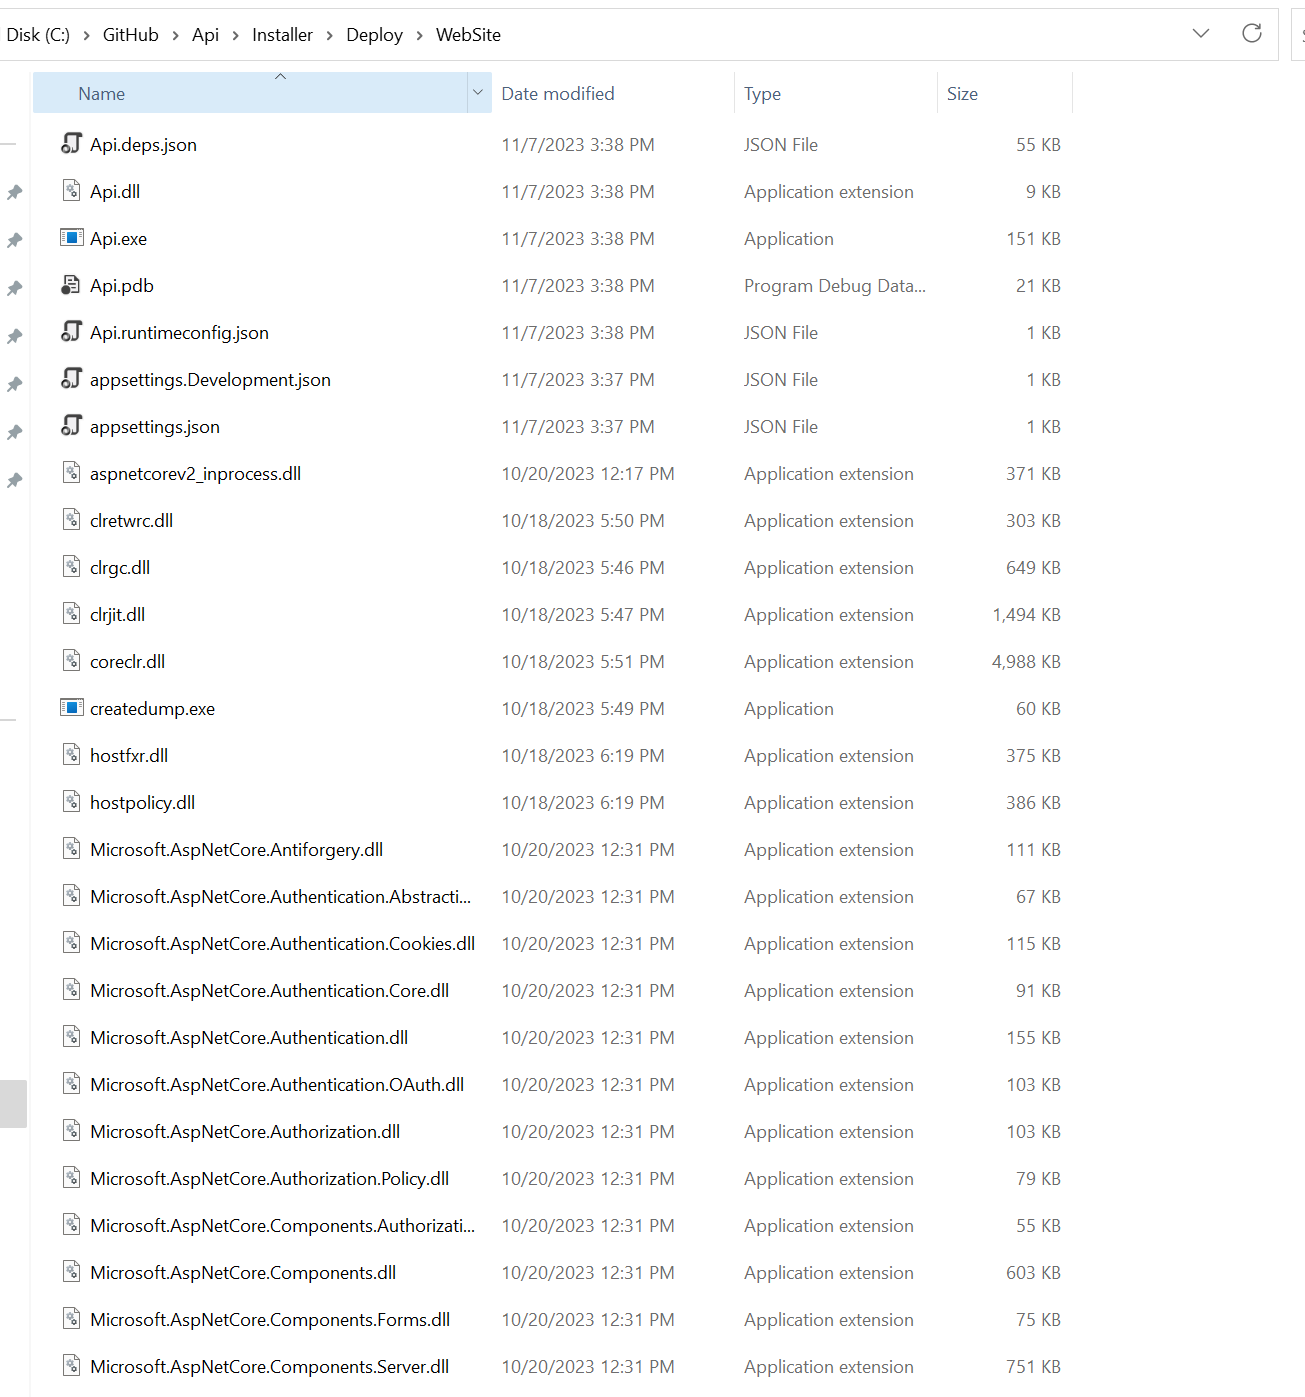 Disk (C:) > GitHub > Api > Installer > Deploy > WebSite
Name Date modified Type Size
Api.deps.json 11/7/2023 3:38 PM JSON File 55 KB
Api.dll 11/7/2023 3:38 PM Application extension 9 KB
Api.exe 11/7/2023 3:38 PM Application 151 KB
Api.pdb 11/7/2023 3:38 PM Program Debug Data... 21 KB
Api.runtimeconfig.json 11/7/2023 3:38 PM JSON File 1 KB
appsettings.Development.json 11/7/2023 3:37 PM JSON File 1 KB
appsettings.json 11/7/2023 3:37 PM JSON File 1 KB
aspnetcorev2_inprocess.dll 10/20/2023 12:17 PM Application extension 371 KB
clretwrc.dll 10/18/2023 5:50 PM Application extension 303 KB
clrgc.dll 10/18/2023 5:46 PM Application extension 649 KB
clrjit.dll 10/18/2023 5:47 PM Application extension 1,494 KB
coreclr.dll 10/18/2023 5:51 PM Application extension 4,988 KB
createdump.exe 10/18/2023 5:49 PM Application 60 KB
hostfxr.dll 10/18/2023 6:19 PM Application extension 375 KB
hostpolicy.dll 10/18/2023 6:19 PM Application extension 386 KB
Microsoft.AspNetCore.Antiforgery.dll 10/20/2023 12:31 PM Application extension 111 KB
Microsoft.AspNetCore.Authentication.Abstracti... 10/20/2023 12:31 PM Application extension 67 KB
Microsoft.AspNetCore.Authentication.Cookies.dll 10/20/2023 12:31 PM Application extension 115 KB
Microsoft.AspNetCore.Authentication.Core.dll 10/20/2023 12:31 PM Application extension 91 KB
Microsoft.AspNetCore.Authentication.dll 10/20/2023 12:31 PM Application extension 155 KB
Microsoft.AspNetCore.Authentication.OAuth.dll 10/20/2023 12:31 PM Application extension 103 KB
Microsoft.AspNetCore.Authorization.dll 10/20/2023 12:31 PM Application extension 103 KB
Microsoft.AspNetCore.Authorization.Policy.dll 10/20/2023 12:31 PM Application extension 79 KB
Microsoft.AspNetCore.Components.Authorizati... 10/20/2023 12:31 PM Application extension 55 KB
Microsoft.AspNetCore.Components.dll 10/20/2023 12:31 PM Application extension 603 KB
Microsoft.AspNetCore.Components.Forms.dll 10/20/2023 12:31 PM Application extension 75 KB
Microsoft.AspNetCore.Components.Server.dll 10/20/2023 12:31 PM Application extension 751 KB